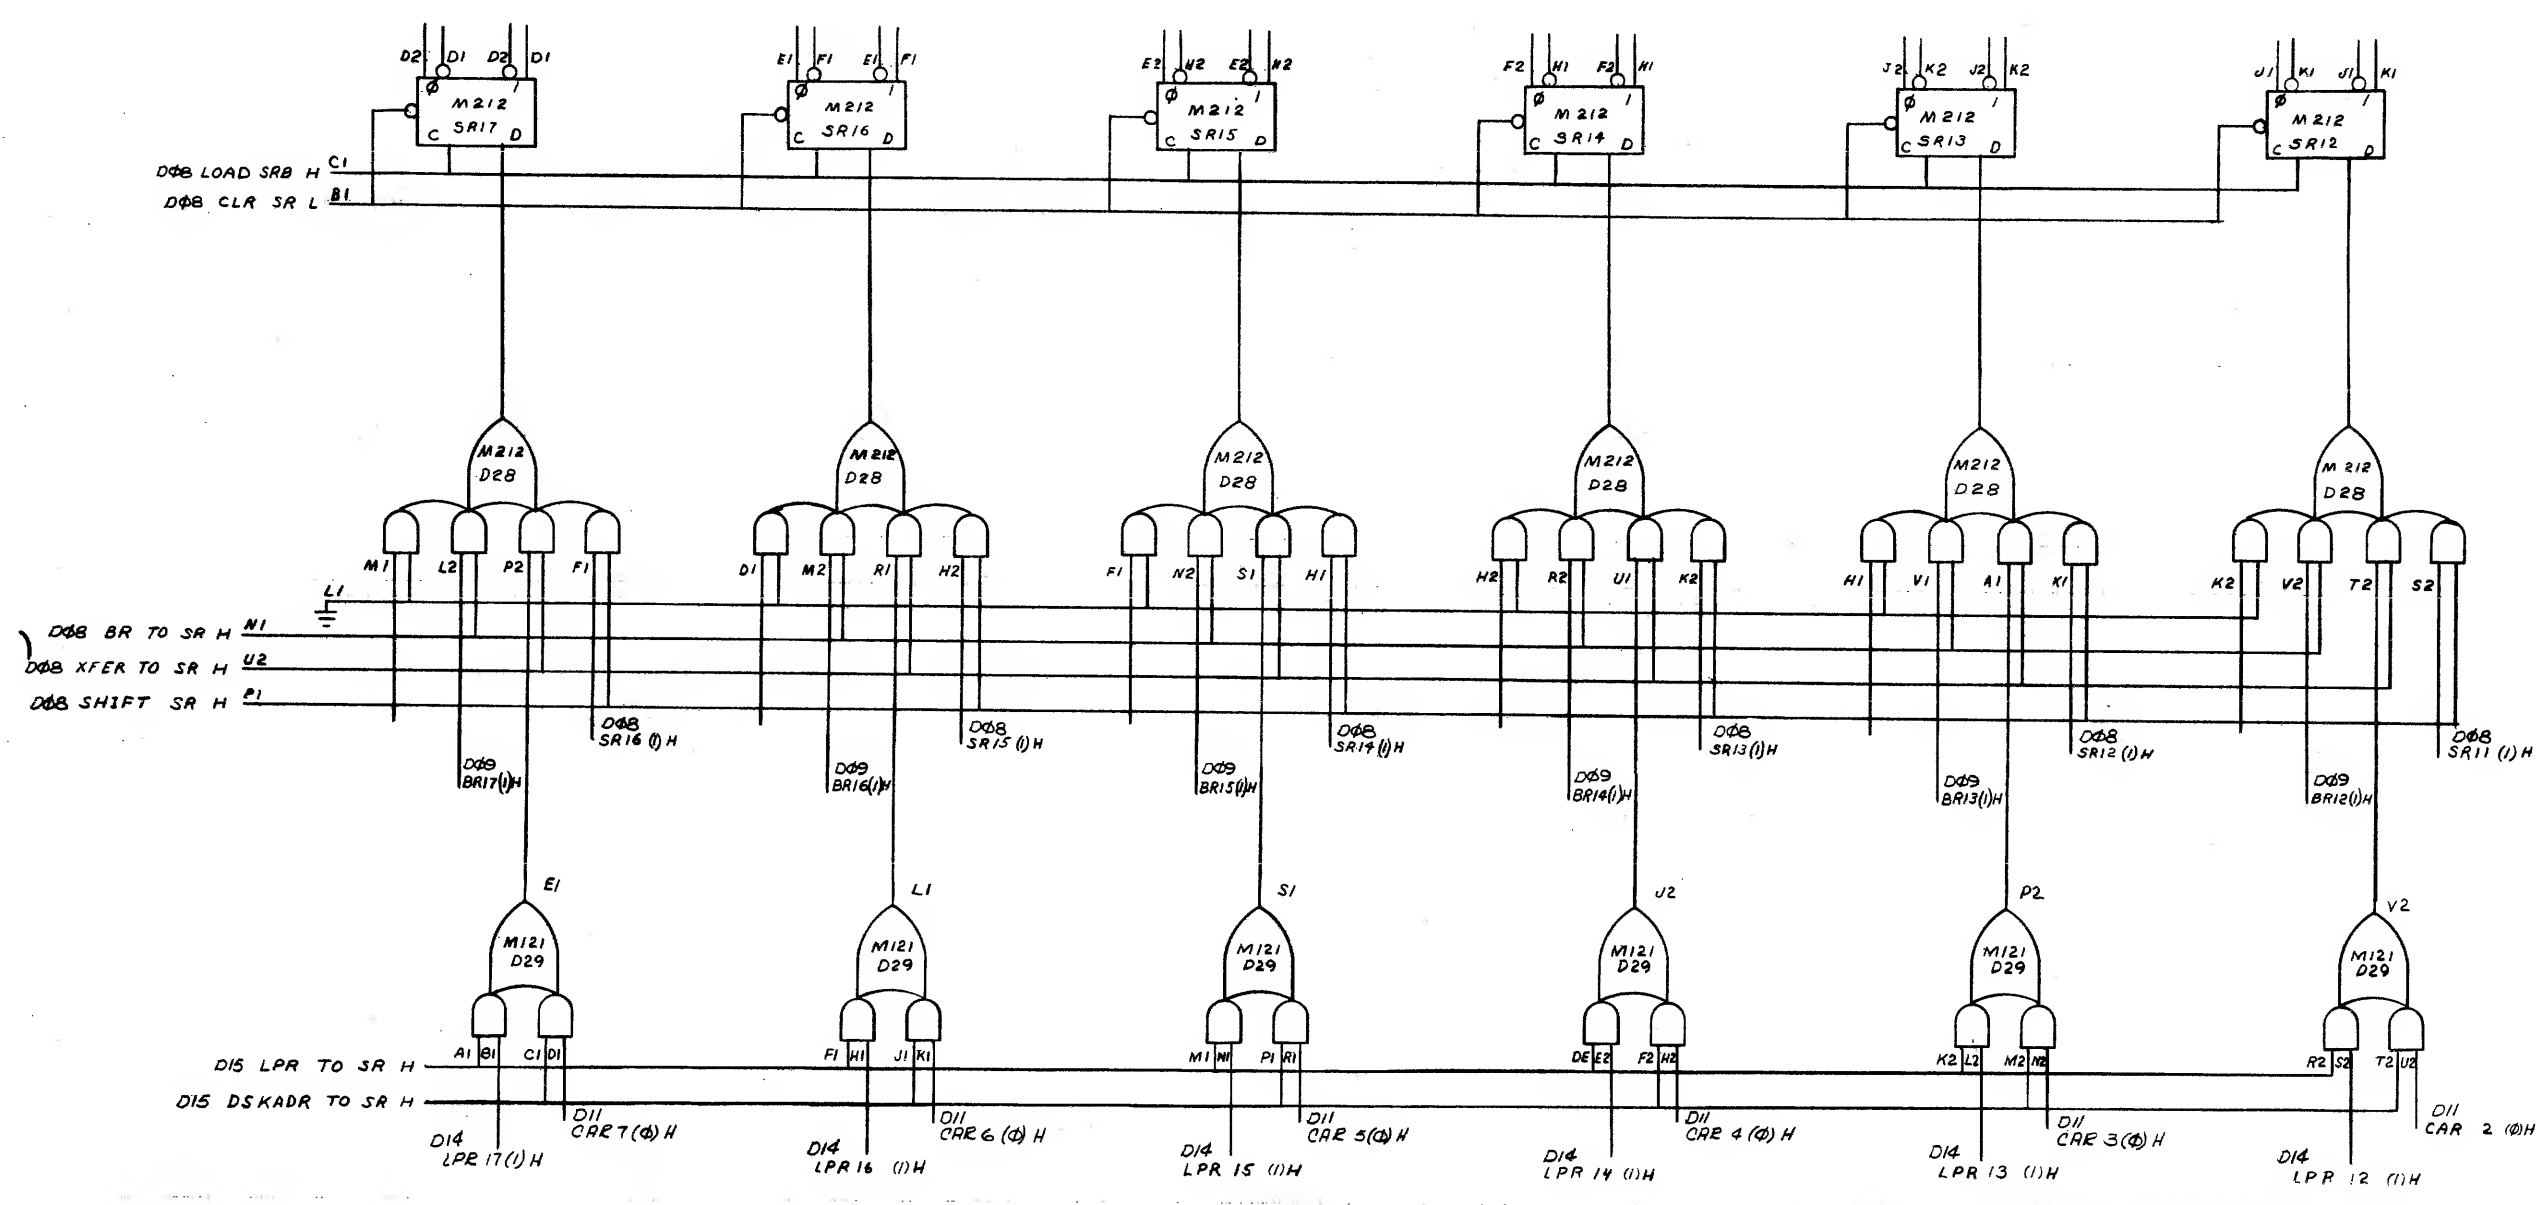 D2 D1 D2 D1 E1 F1 E1 F1 E2 H2 E2 H2 F2 H1 F2 H1 J2 K2 J2 K2 J1 K1 J1 K1
Ø 1 Ø 1 Ø 1 Ø 1 Ø 1 Ø 1
M212 M212 M212 M212 M212 M212
SR17 SR16 SR15 SR14 SR13 SR12
C D C D C D C D C D C D
DØ8 LOAD SRB H C1
DØ8 CLR SR L B1
M212 M212 M212 M212 M212 M212
D28 D28 D28 D28 D28 D28
M1 L2 P2 F1 D1 M2 R1 H2 F1 N2 S1 H1 H2 R2 U1 K2 H1 V1 A1 K1 K2 V2 T2 S2
L1
DØ8 BR TO SR H N1
DØ8 XFER TO SR H U2
DØ8 SHIFT SR H P1
DØ8 DØ8 DØ8 DØ8 DØ8 DØ8
SR16 (1) H SR15 (1) H SR14 (1) H SR13 (1) H SR12 (1) H SR11 (1) H
DØ9 DØ9 DØ9 DØ9 DØ9 DØ9
BR17(1)H BR16(1)H BR15(1)H BR14(1)H BR13(1)H BR12(1)H
E1 L1 S1 J2 P2 V2
M121 M121 M121 M121 M121 M121
D29 D29 D29 D29 D29 D29
A1 B1 C1 D1 F1 H1 J1 K1 M1 N1 P1 R1 DE E2 F2 H2 K2 L2 M2 N2 R2 S2 T2 U2
D15 LPR TO SR H
D15 DSKADR TO SR H
D11 D11 D11 D11 D11 D11
CAR 7 (Ø) H CAR 6 (Ø) H CAR 5 (Ø) H CAR 4 (Ø) H CAR 3 (Ø) H CAR 2 (Ø) H
D14 D14 D14 D14 D14 D14
LPR 17 (1) H LPR 16 (1) H LPR 15 (1) H LPR 14 (1) H LPR 13 (1) H LPR 12 (1) H